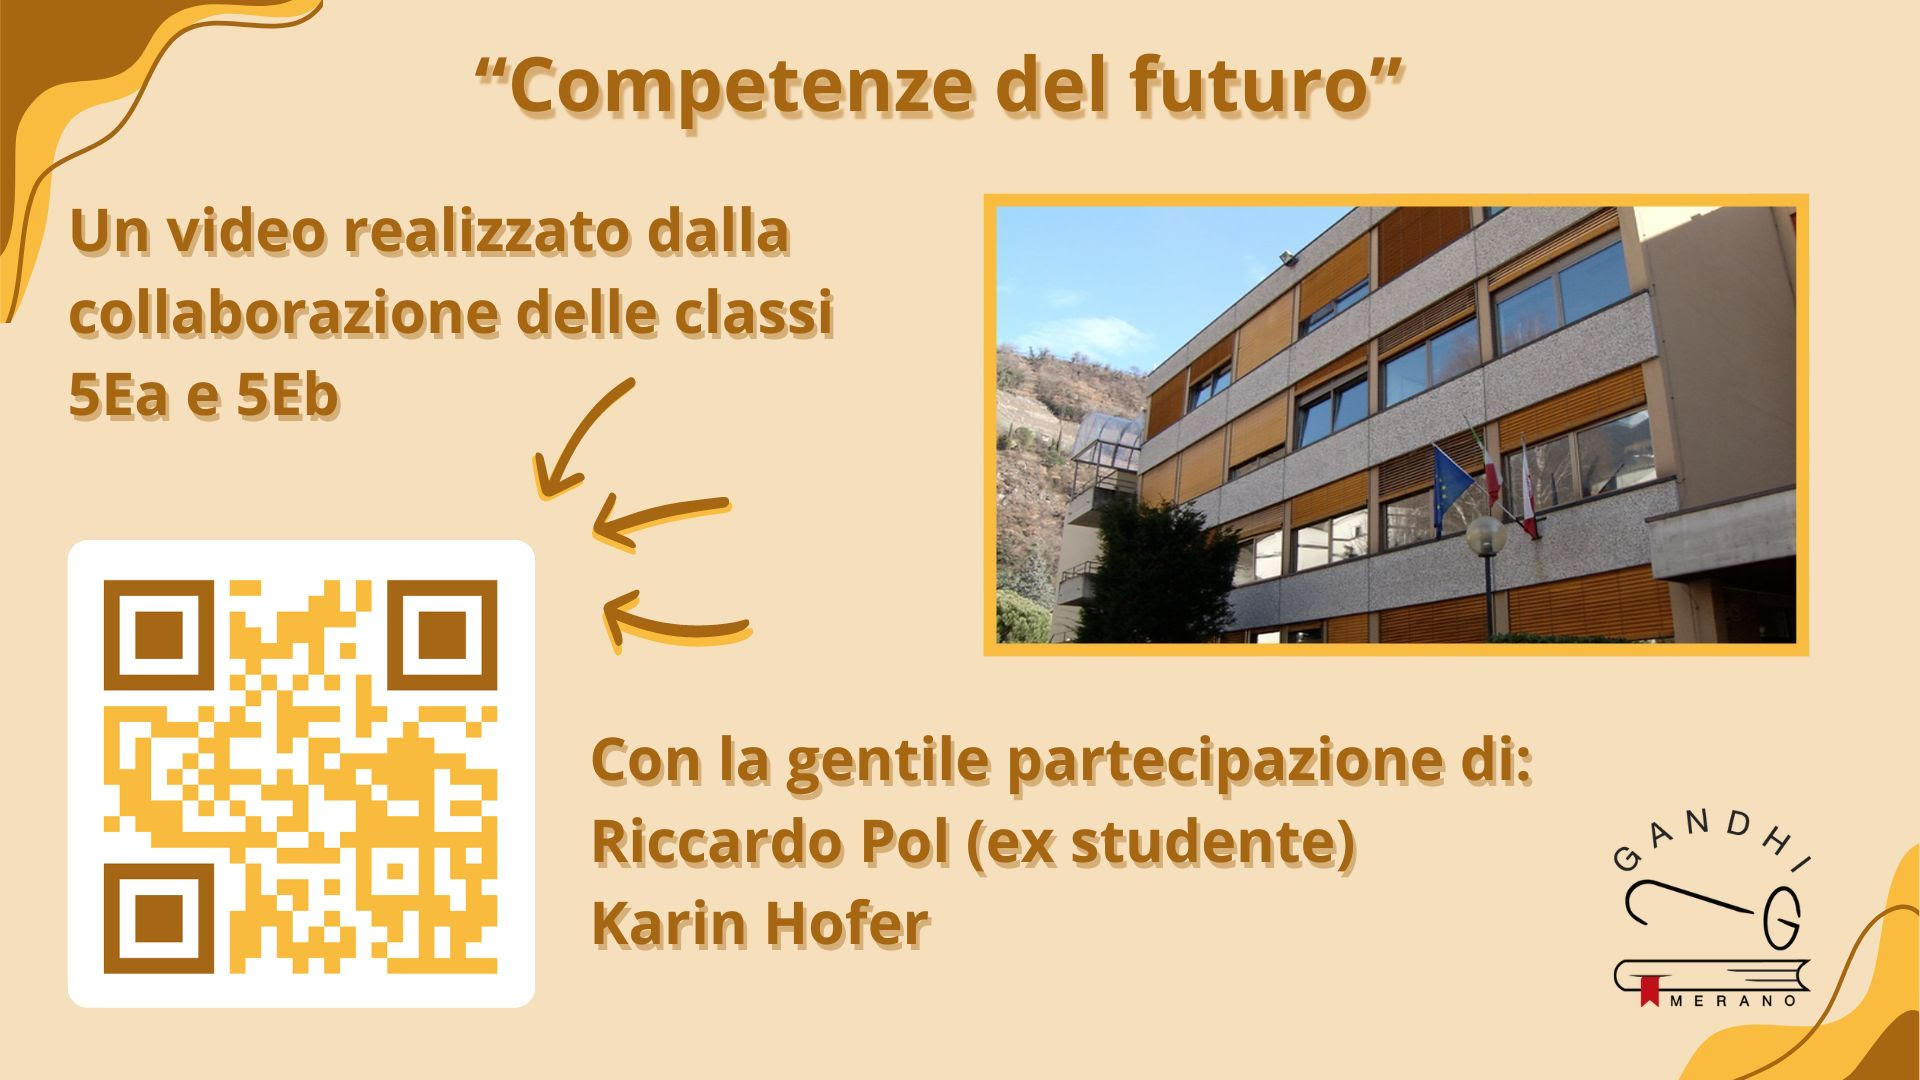 “Competenze del futuro”
Un video realizzato dalla
collaborazione delle classi
5Ea e 5Eb
Con la gentile partecipazione di:
Riccardo Pol (ex studente)
Karin Hofer
GANDHI
G
MERANO